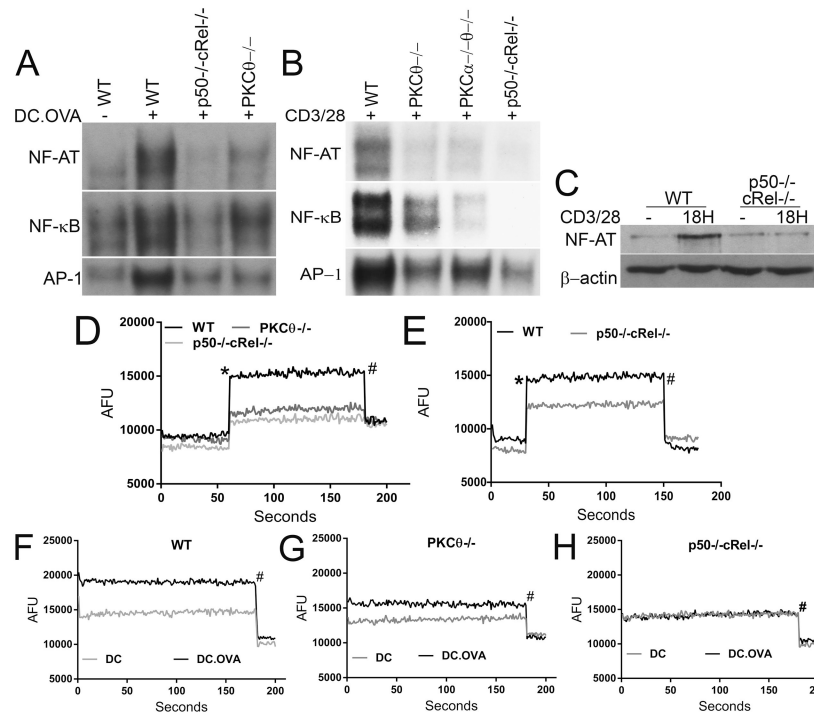 A
WT
WT
p50-/-cRel-/-
PKCθ-/-
DC.OVA - + + +
NF-AT
NF-κB
AP-1
B
WT
PKCθ-/-
PKCα-/-θ-/-
p50-/-cRel-/-
CD3/28 + + + +
NF-AT
NF-κB
AP-1
C
WT p50-/- cRel-/-
CD3/28 - 18H - 18H
NF-AT
β-actin
D
WT PKCθ-/-
p50-/-cRel-/-
20000
15000
10000
5000
AFU
* #
0 50 100 150 200
Seconds
E
WT p50-/-cRel-/-
20000
15000
10000
5000
AFU
* #
0 50 100 150 200
Seconds
F
WT
25000
20000
15000
10000
5000
AFU
#
DC DC.OVA
0 50 100 150 200
Seconds
G
PKCθ-/-
25000
20000
15000
10000
5000
AFU
#
DC DC.OVA
0 50 100 150 200
Seconds
H
p50-/-cRel-/-
25000
20000
15000
10000
5000
AFU
#
DC DC.OVA
0 50 100 150 200
Seconds